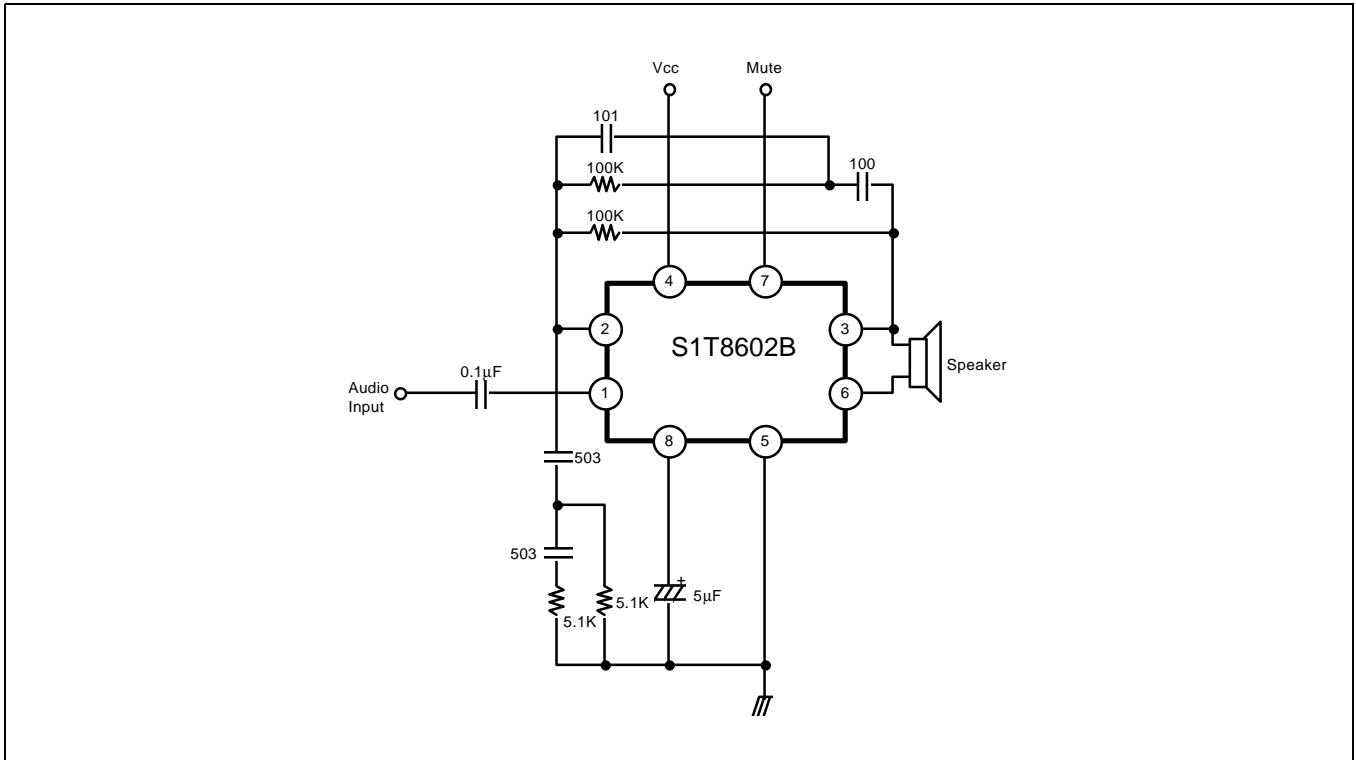 Vcc
Mute
101
100K
100
100K
4
7
2
3
S1T8602B
Speaker
0.1µF
Audio
Input
1
6
8
5
503
503
5.1K
5.1K
+
5µF